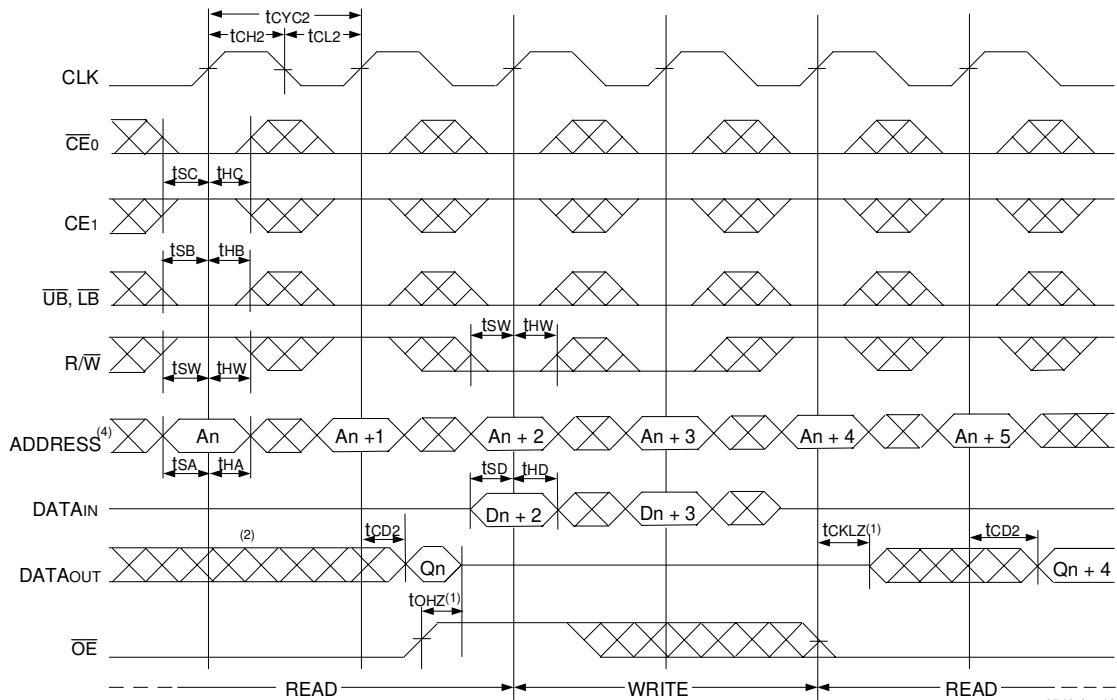 tCYC2
tCH2 tCL2
CLK
CE0
tSC tHC
CE1
tSB tHB
UB, LB
tSW tHW
R/W
tSW tHW
ADDRESS(4) An An +1 An + 2 An + 3 An + 4 An + 5
tSA tHA tSD tHD
DATAIN Dn + 2 Dn + 3
tCKLZ(1)
(2) tCD2 tCD2
DATAOUT Qn Qn + 4
tOHZ(1)
OE
READ WRITE READ